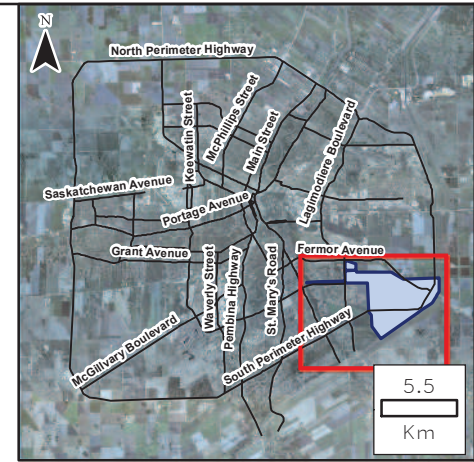 N
North Perimeter Highway
Keewatin Street
McPhillips Street
Main Street
Lagimodiere Boulevard
Saskatchewan Avenue
Portage Avenue
Grant Avenue
Fermor Avenue
Waverly Street
Pembina Highway
St. Mary's Road
McGillvary Boulevard
South Perimeter Highway
5.5
Km